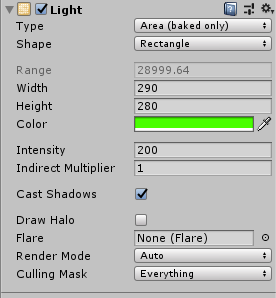 Light
Type Area (baked only)
Shape Rectangle
Range 28999.64
Width 290
Height 280
Color
Intensity 200
Indirect Multiplier 1
Cast Shadows
Draw Halo
Flare None (Flare)
Render Mode Auto
Culling Mask Everything